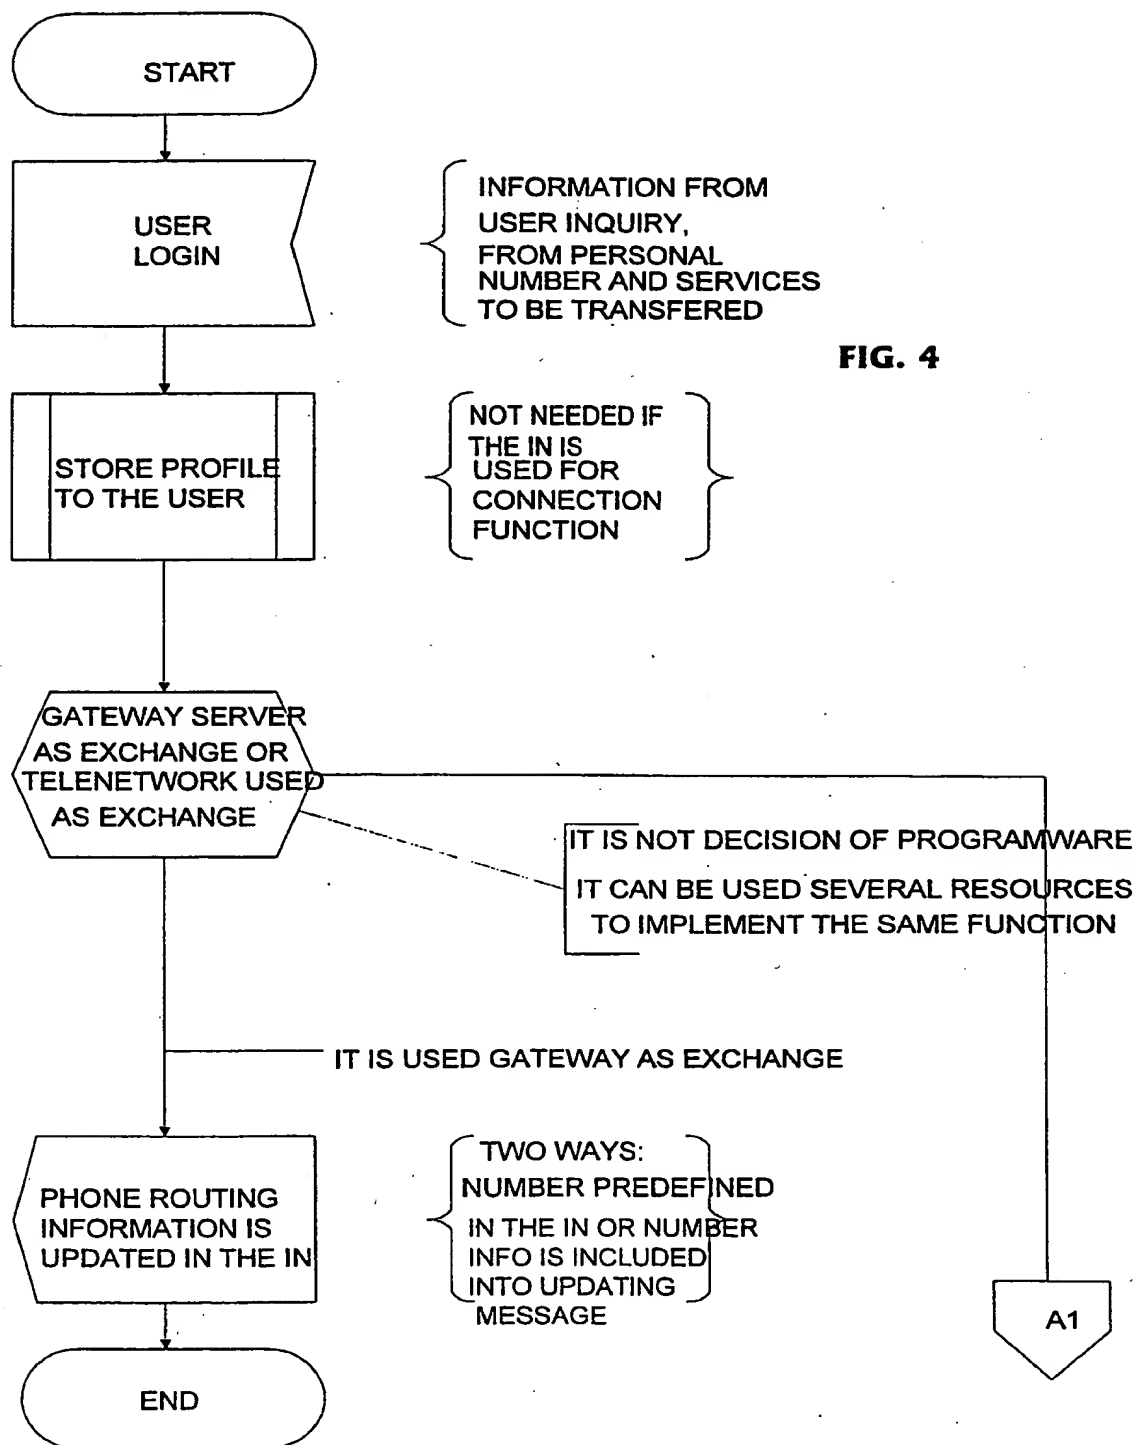 START
USER
LOGIN
INFORMATION FROM
USER INQUIRY,
FROM PERSONAL
NUMBER AND SERVICES
TO BE TRANSFERED
FIG. 4
STORE PROFILE
TO THE USER
NOT NEEDED IF
THE IN IS
USED FOR
CONNECTION
FUNCTION
GATEWAY SERVER
AS EXCHANGE OR
TELENETWORK USED
AS EXCHANGE
IT IS NOT DECISION OF PROGRAMWARE
IT CAN BE USED SEVERAL RESOURCES
TO IMPLEMENT THE SAME FUNCTION
IT IS USED GATEWAY AS EXCHANGE
PHONE ROUTING
INFORMATION IS
UPDATED IN THE IN
TWO WAYS:
NUMBER PREDEFINED
IN THE IN OR NUMBER
INFO IS INCLUDED
INTO UPDATING
MESSAGE
A1
END